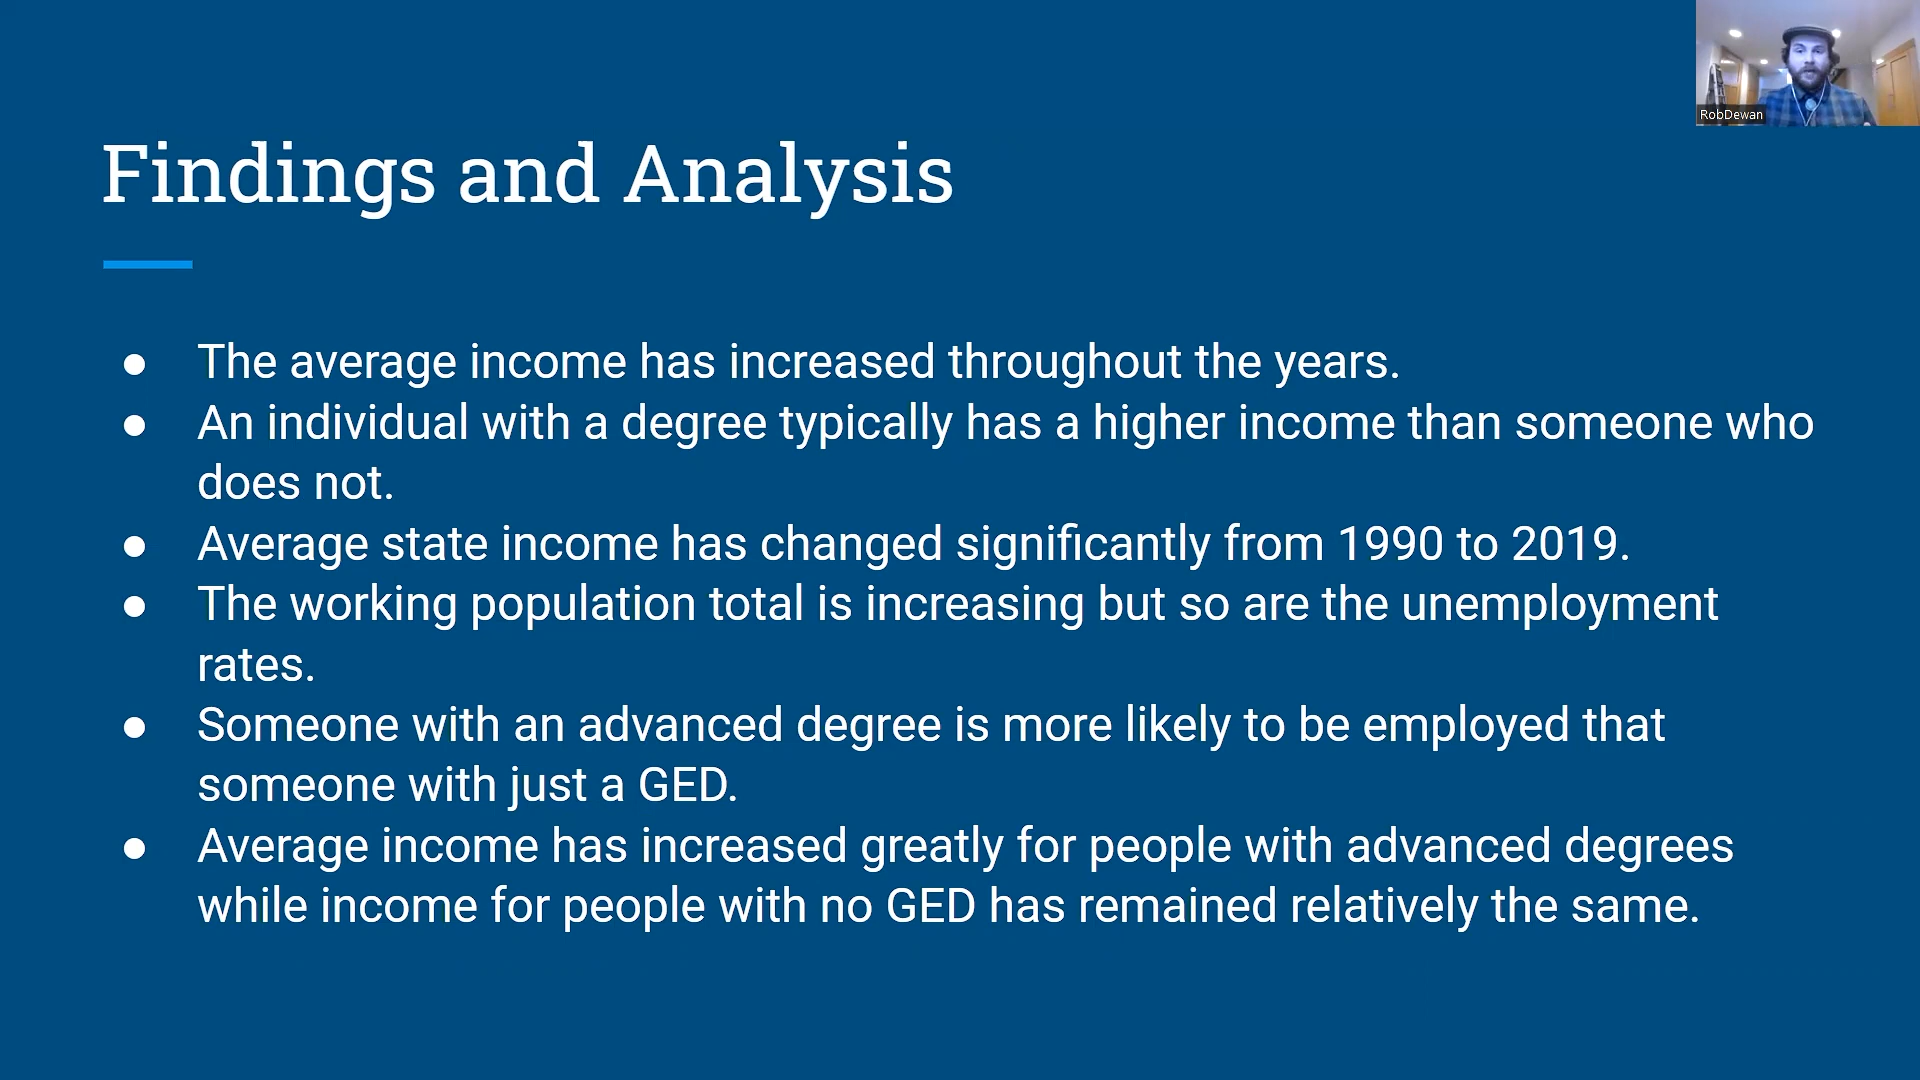 RobDewan
Findings and Analysis
● The average income has increased throughout the years.
● An individual with a degree typically has a higher income than someone who
does not.
● Average state income has changed significantly from 1990 to 2019.
● The working population total is increasing but so are the unemployment
rates.
● Someone with an advanced degree is more likely to be employed that
someone with just a GED.
● Average income has increased greatly for people with advanced degrees
while income for people with no GED has remained relatively the same.